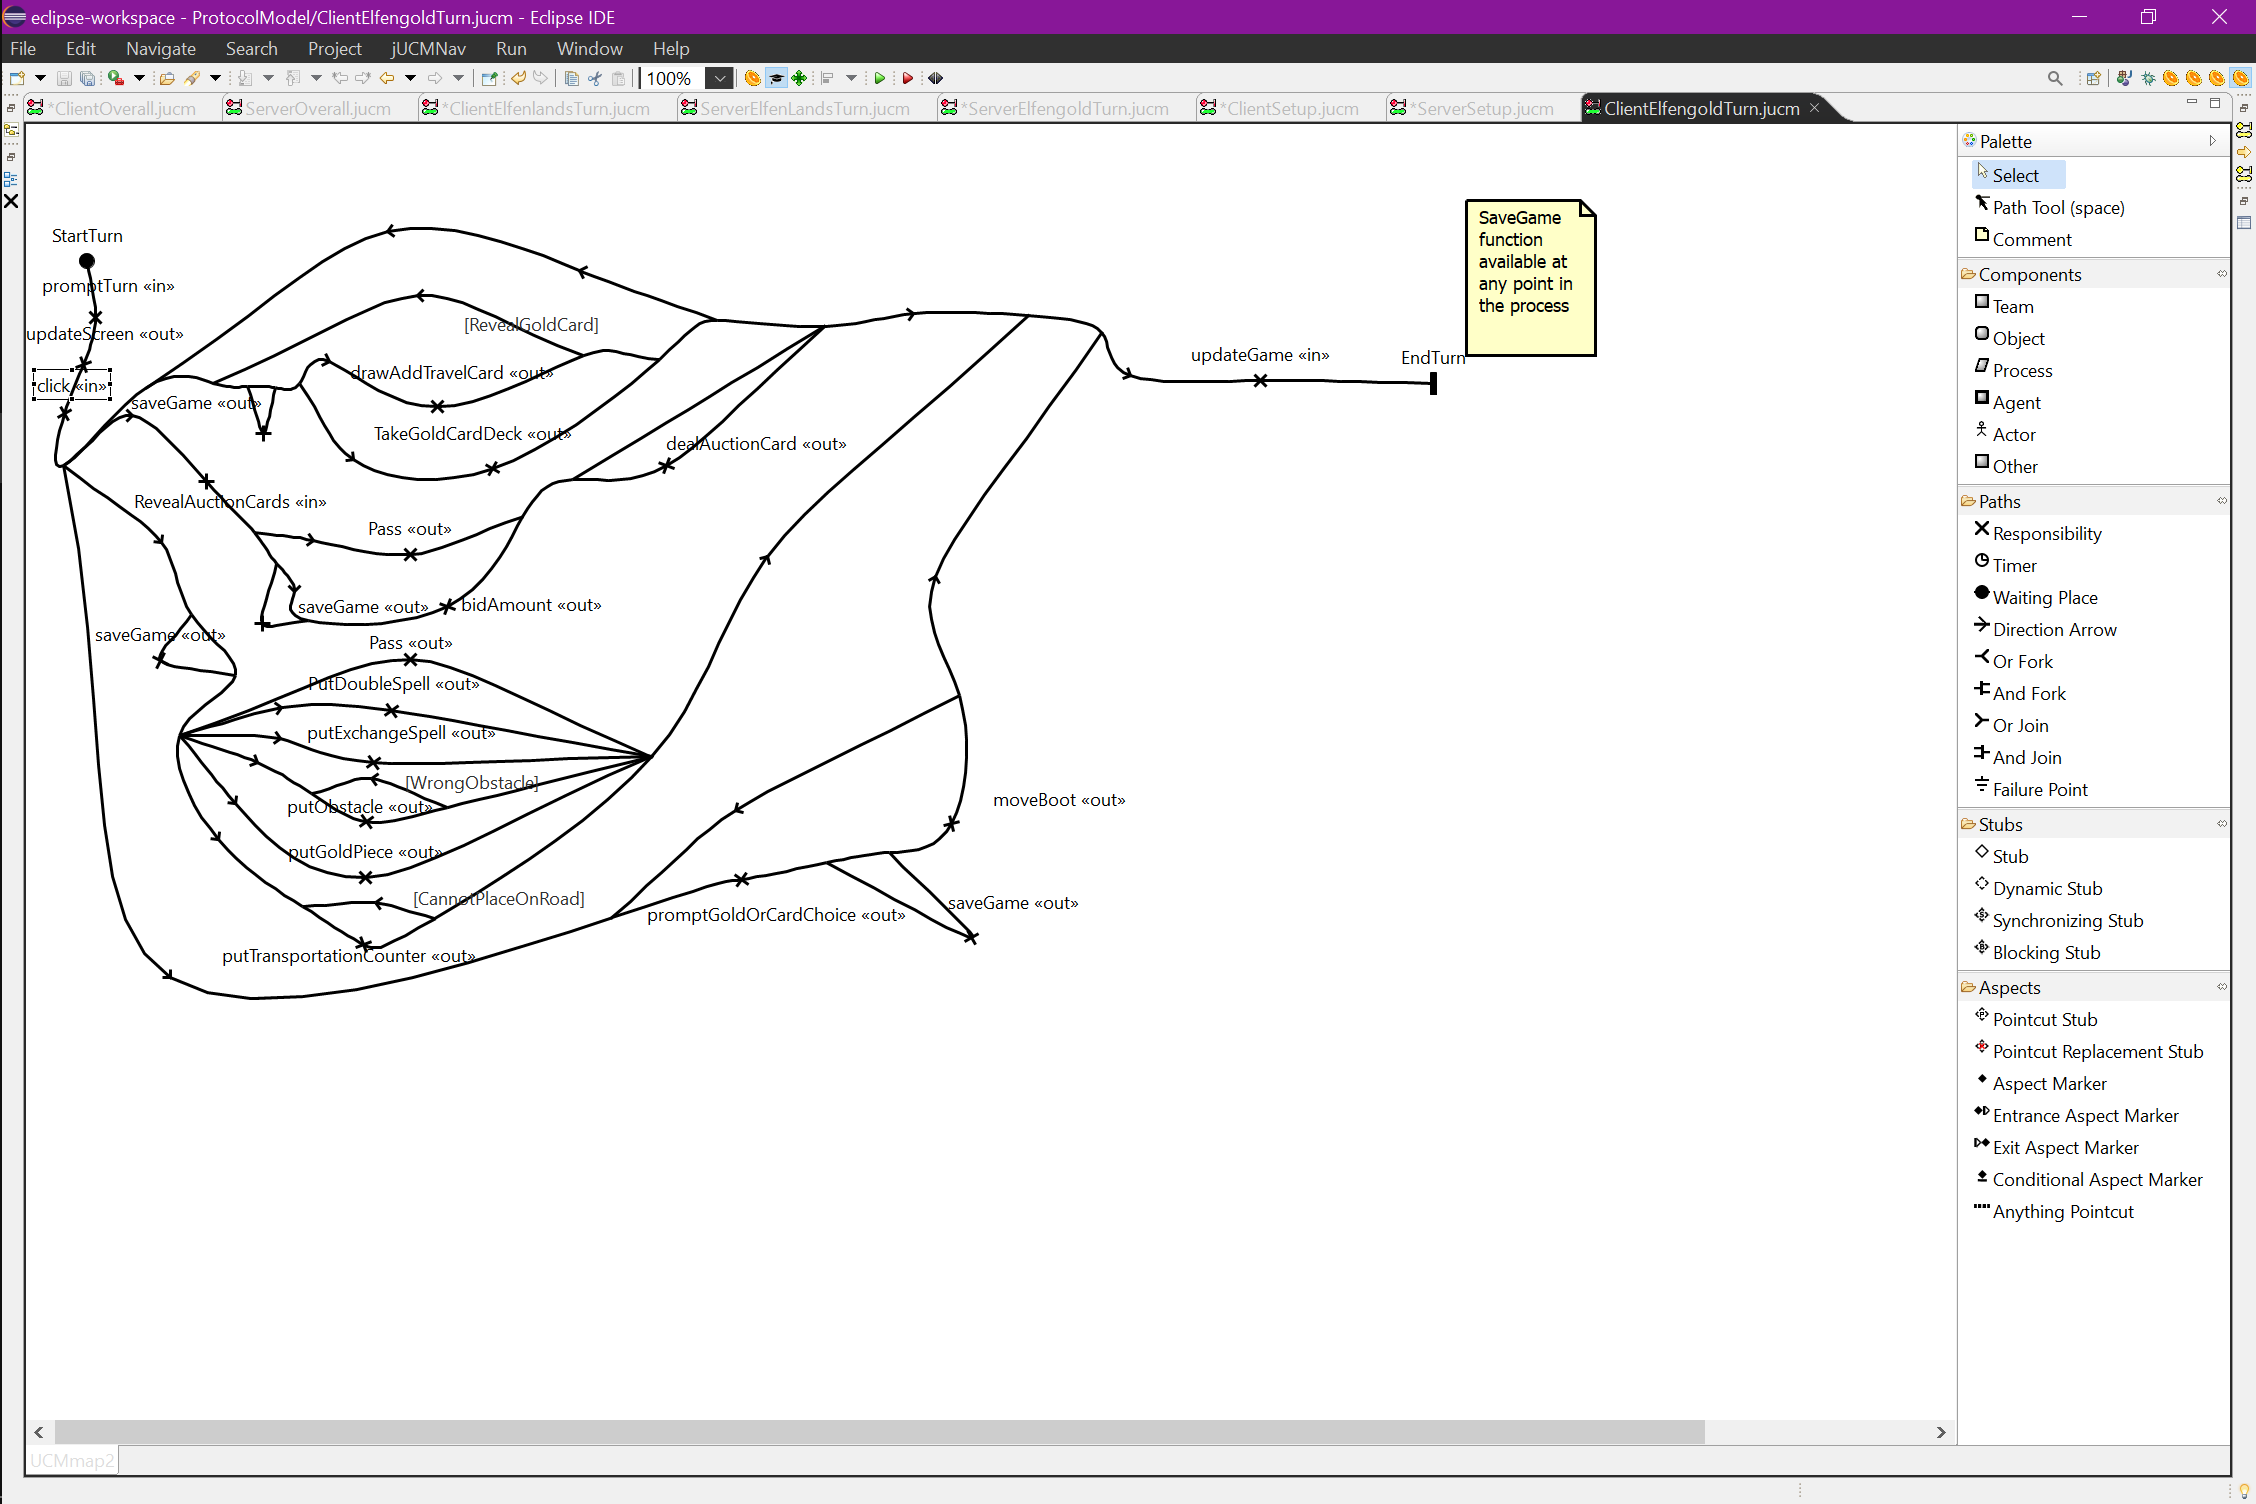 eclipse-workspace - ProtocolModel/ClientElfengoldTurn.jucm - Eclipse IDE
File Edit Navigate Search Project jUCMNav Run Window Help
100%
*ClientOverall.jucm ServerOverall.jucm *ClientElfenlandsTurn.jucm ServerElfenLandsTurn.jucm *ServerElfengoldTurn.jucm *ClientSetup.jucm *ServerSetup.jucm ClientElfengoldTurn.jucm
StartTurn
promptTurn «in»
updateScreen «out»
click «in»
saveGame «out»
[RevealGoldCard]
drawAddTravelCard «out»
TakeGoldCardDeck «out»
dealAuctionCard «out»
RevealAuctionCards «in»
Pass «out»
saveGame «out»
bidAmount «out»
saveGame «out»
Pass «out»
PutDoubleSpell «out»
putExchangeSpell «out»
[WrongObstacle]
putObstacle «out»
putGoldPiece «out»
[CannotPlaceOnRoad]
putTransportationCounter «out»
promptGoldOrCardChoice «out»
saveGame «out»
moveBoot «out»
updateGame «in»
EndTurn
SaveGame
function
available at
any point in
the process
Palette
Select
Path Tool (space)
Comment
Components
Team
Object
Process
Agent
Actor
Other
Paths
Responsibility
Timer
Waiting Place
Direction Arrow
Or Fork
And Fork
Or Join
And Join
Failure Point
Stubs
Stub
Dynamic Stub
Synchronizing Stub
Blocking Stub
Aspects
Pointcut Stub
Pointcut Replacement Stub
Aspect Marker
Entrance Aspect Marker
Exit Aspect Marker
Conditional Aspect Marker
Anything Pointcut
UCMmap2